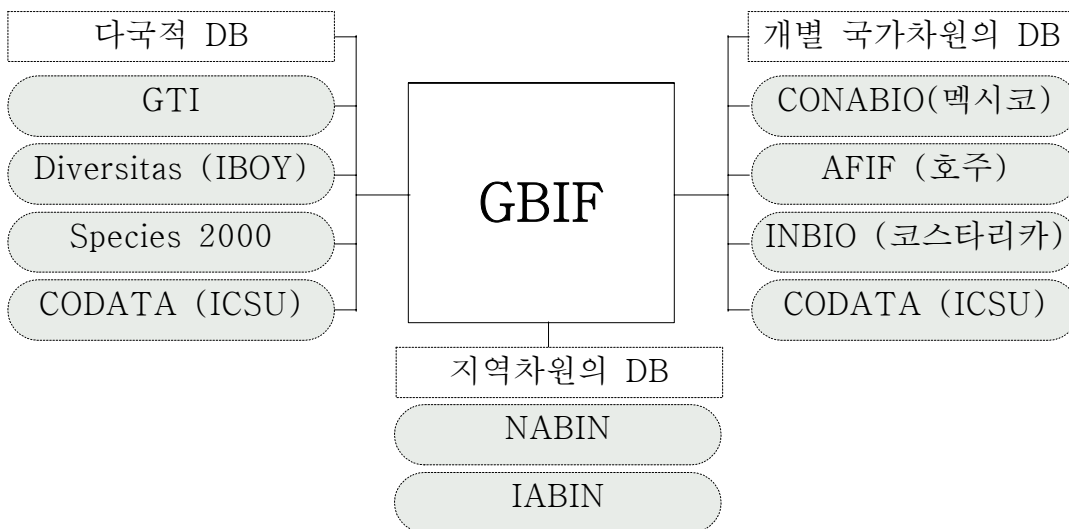 다국적 DB
GTI
Diversitas (IBOY)
Species 2000
CODATA (ICSU)
GBIF
개별 국가차원의 DB
CONABIO(멕시코)
AFIF (호주)
INBIO (코스타리카)
CODATA (ICSU)
지역차원의 DB
NABIN
IABIN